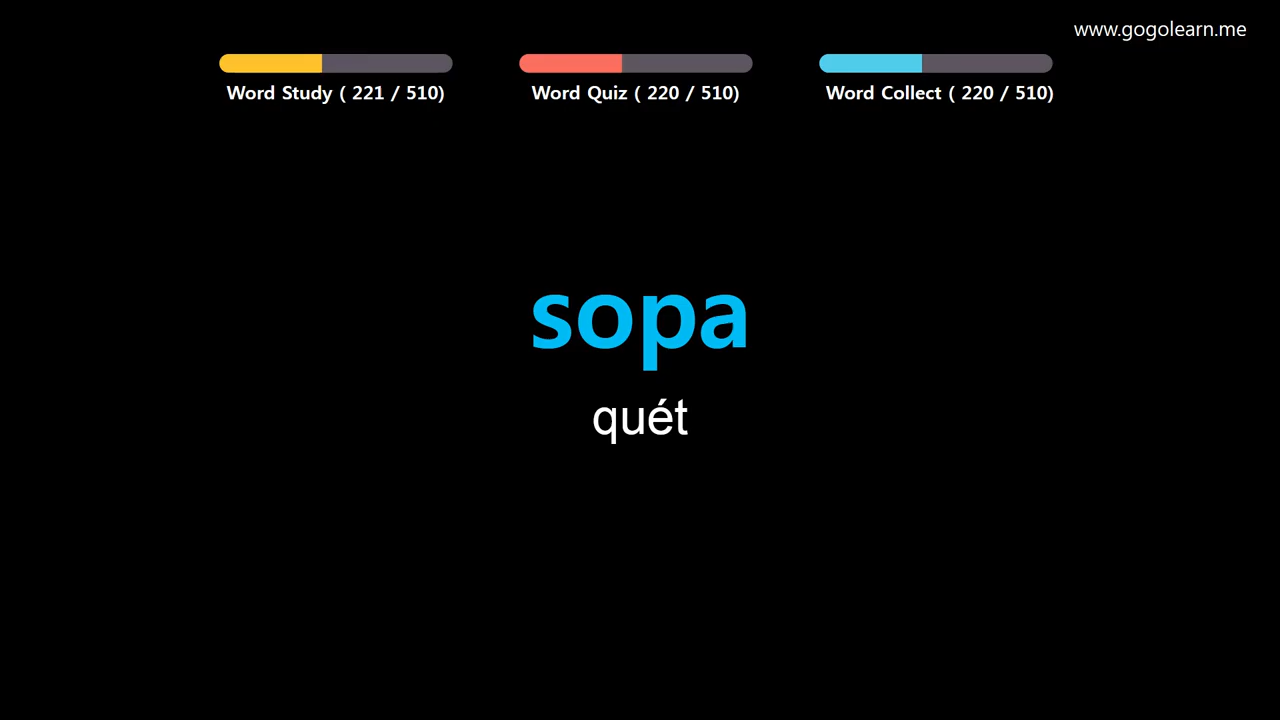 www.gogolearn.me
Word Study ( 221 / 510)
Word Quiz ( 220 / 510)
Word Collect ( 220 / 510)
sopa
quét